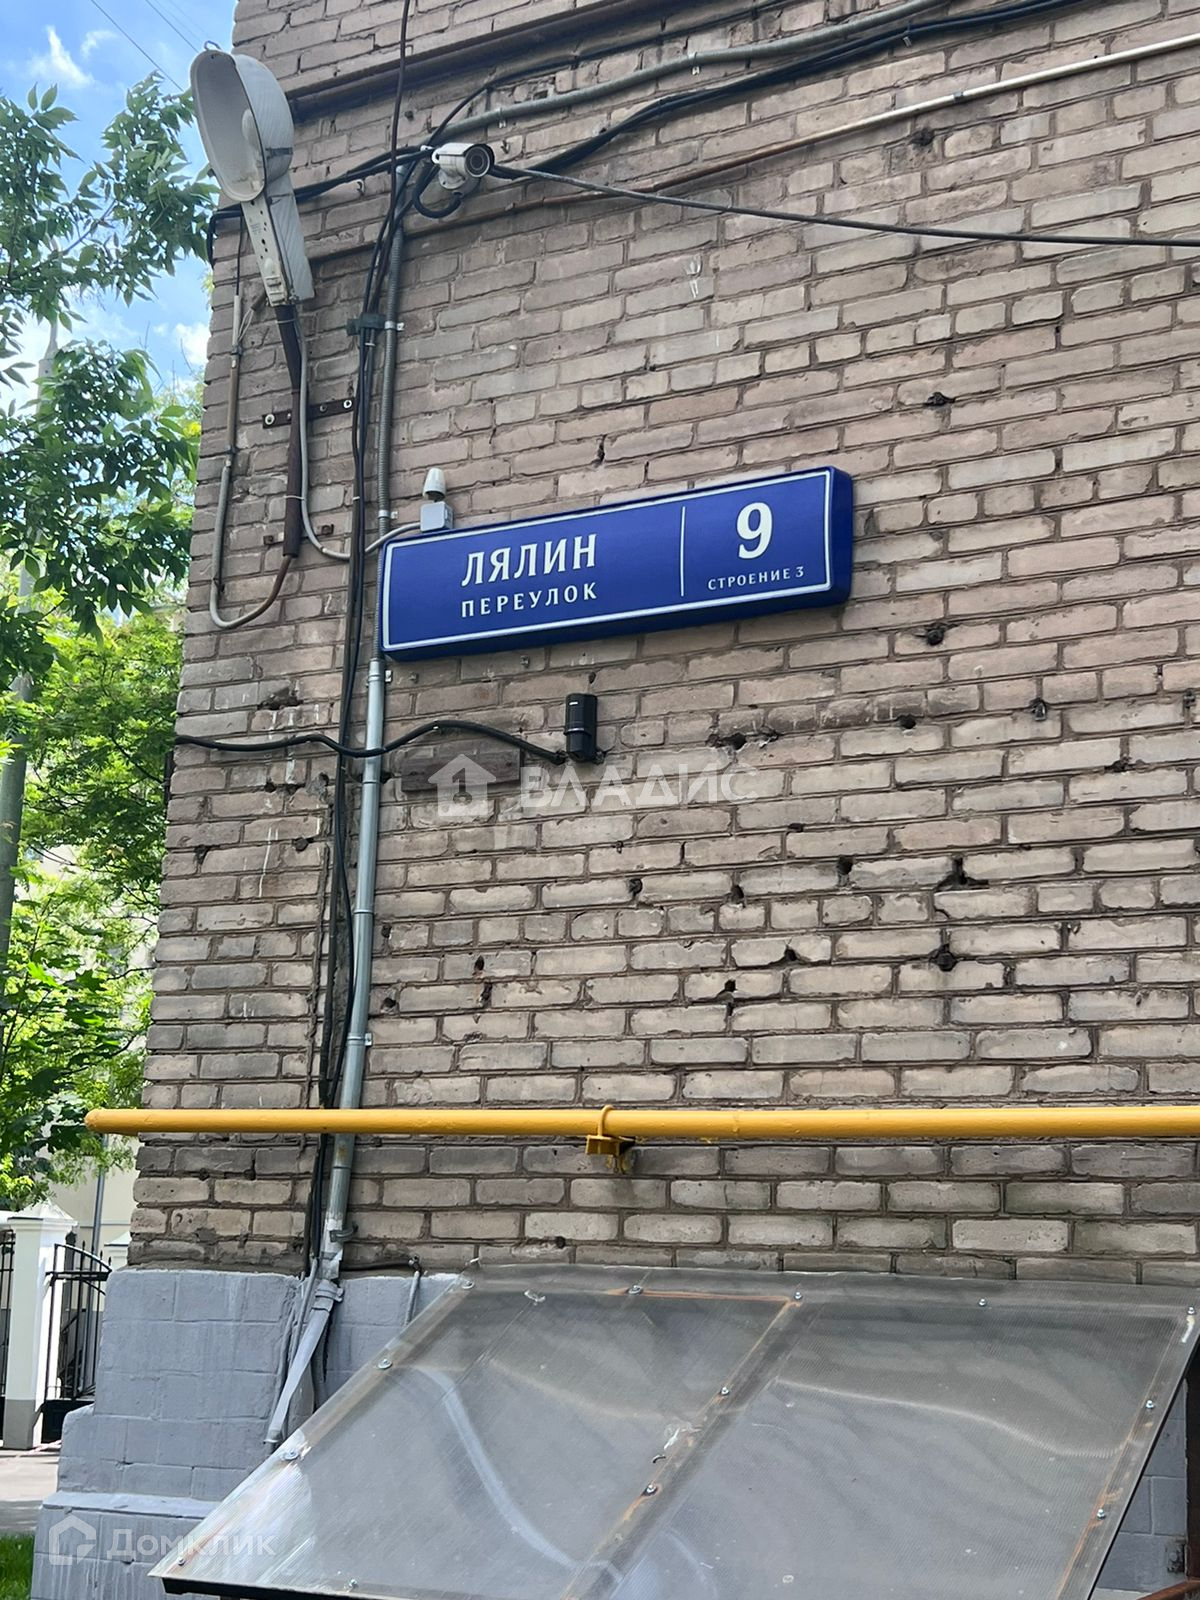 ЛЯЛИН
ПЕРЕУЛОК
9
СТРОЕНИЕ 3
ВЛАДИС
Домклик